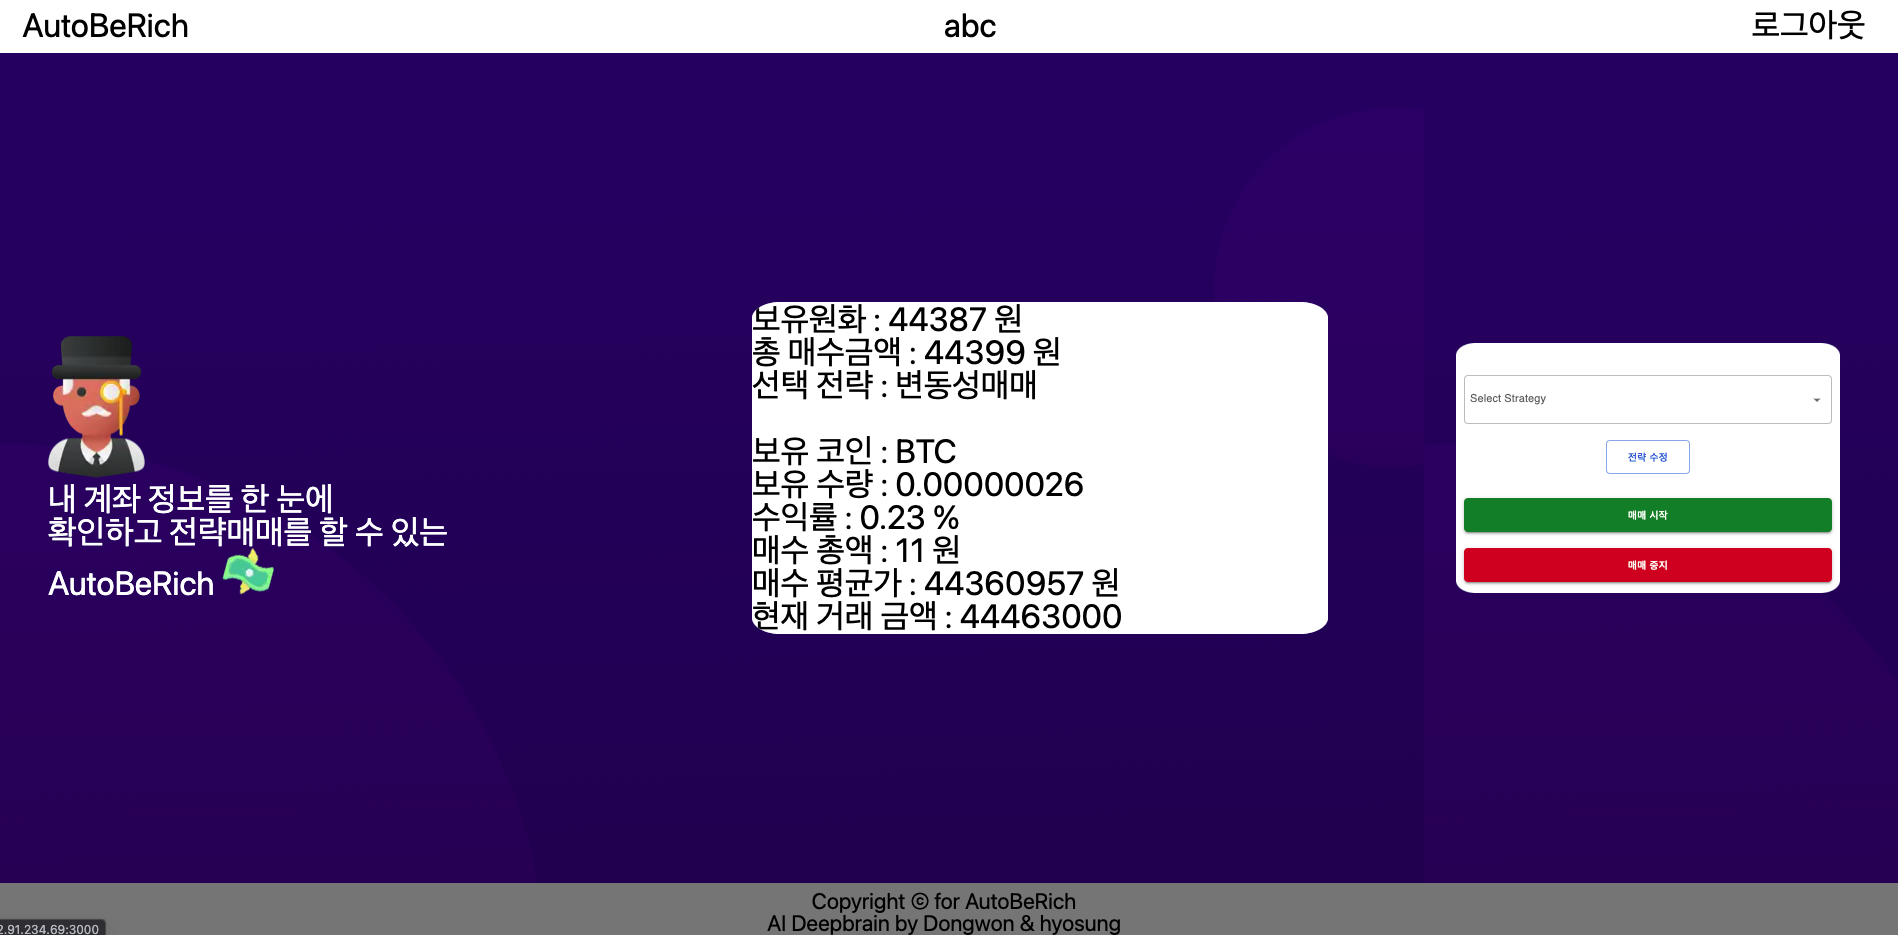 AutoBeRich
abc
로그아웃
내 계좌 정보를 한 눈에
확인하고 전략매매를 할 수 있는
AutoBeRich
보유원화 : 44387 원
총 매수금액 : 44399 원
선택 전략 : 변동성매매
보유 코인 : BTC
보유 수량 : 0.00000026
수익률 : 0.23 %
매수 총액 : 11 원
매수 평균가 : 44360957 원
현재 거래 금액 : 44463000
Select Strategy
전략 수정
매매 시작
매매 중지
Copyright © for AutoBeRich
AI Deepbrain by Dongwon & hyosung
2.91.234.69:3000